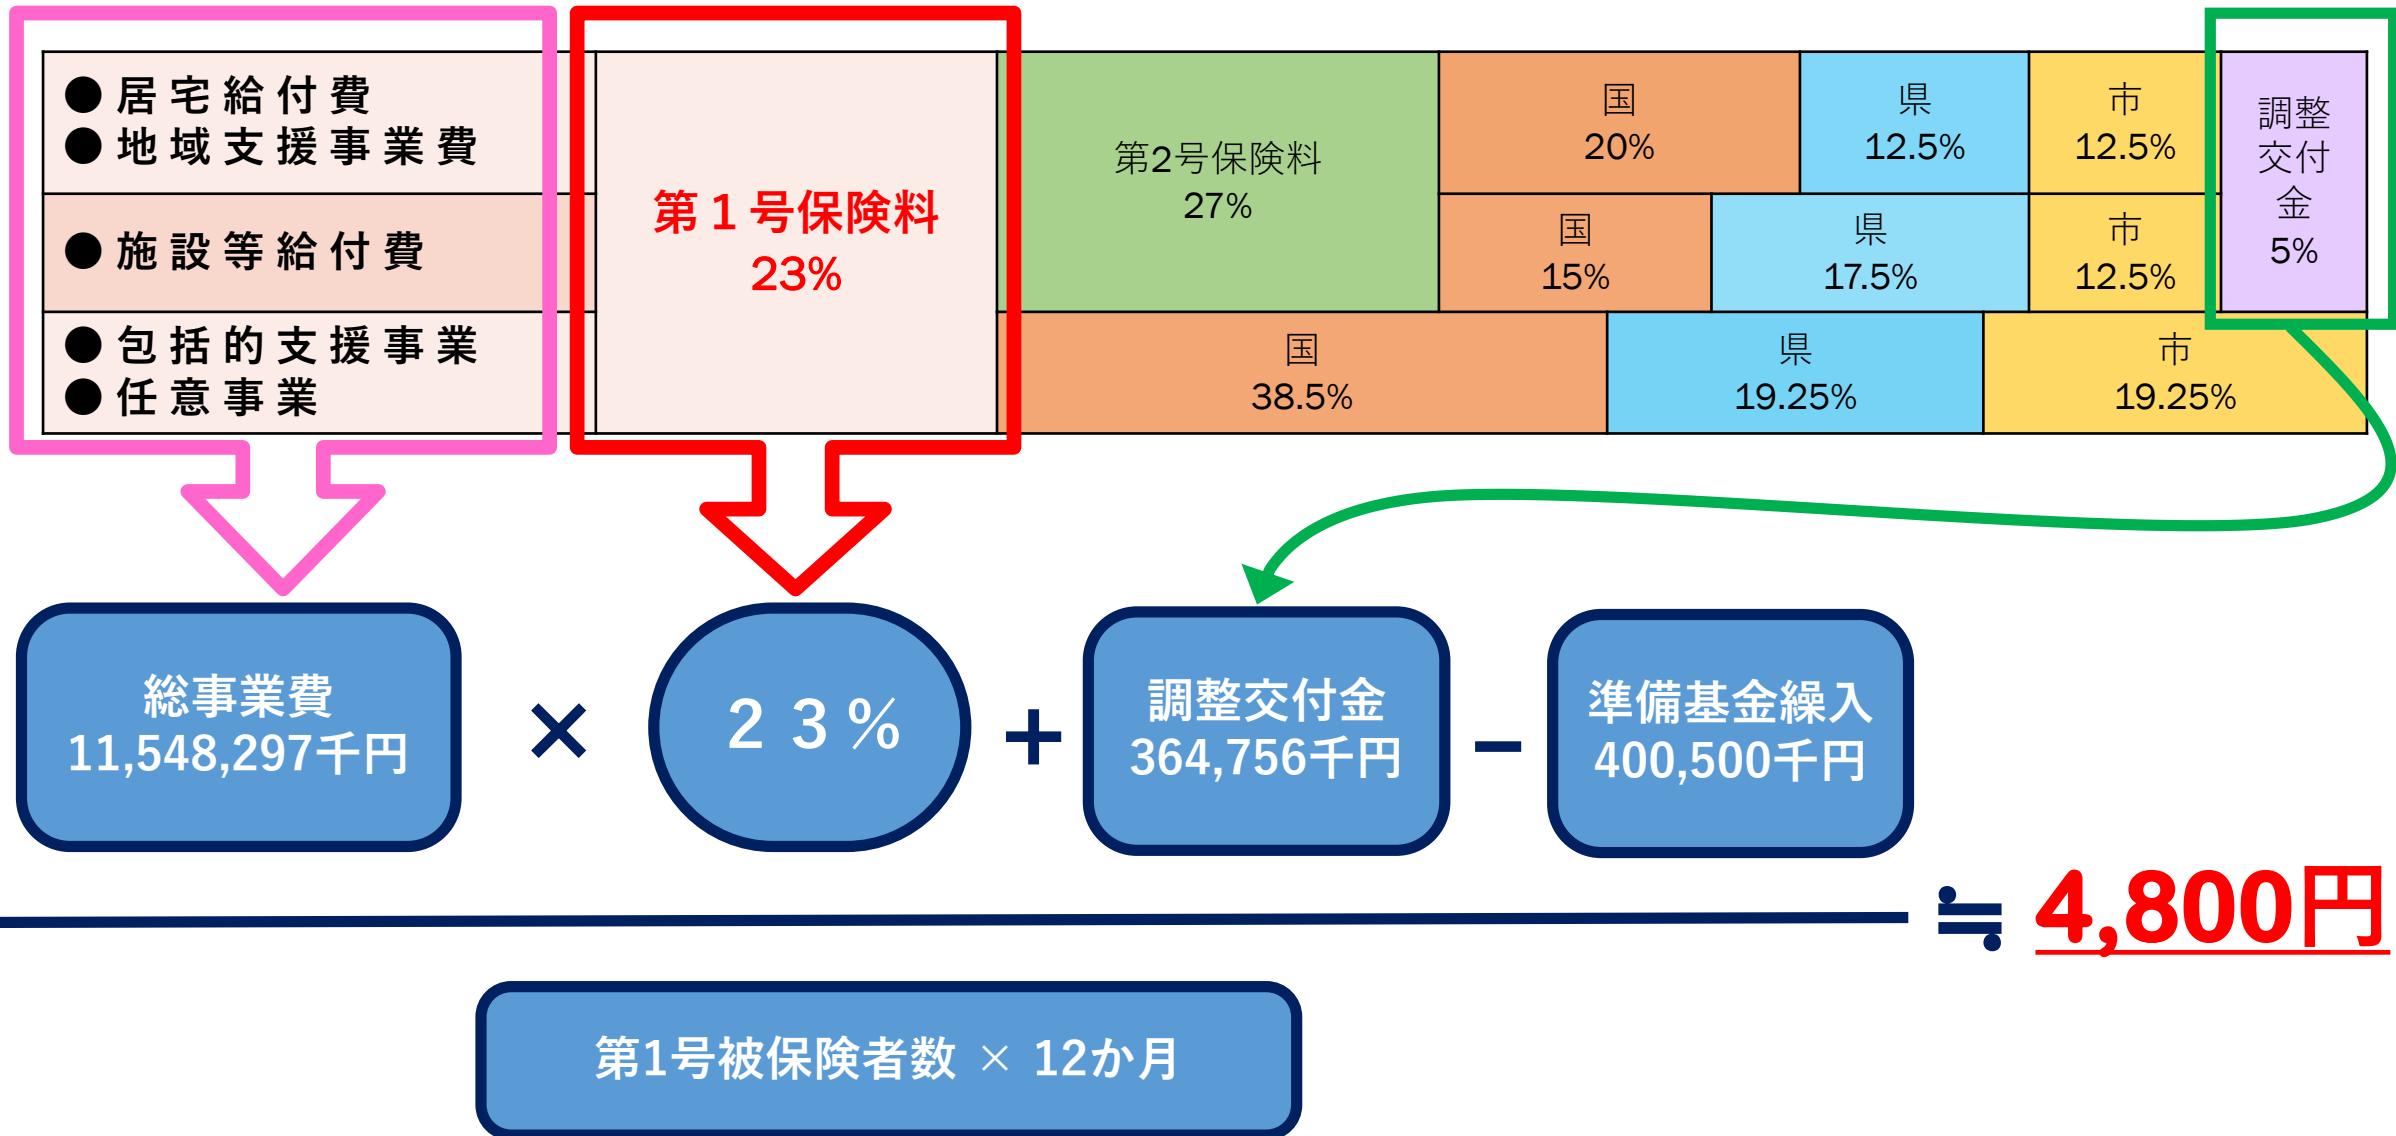 ● 居宅給付費
● 地域支援事業費
● 施設等給付費
● 包括的支援事業
● 任意事業
第１号保険料
23%
第2号保険料
27%
国
20%
県
12.5%
市
12.5%
調整
交付
金
5%
国
15%
県
17.5%
市
12.5%
国
38.5%
県
19.25%
市
19.25%
総事業費
11,548,297千円
×
２３％
＋
調整交付金
364,756千円
－
準備基金繰入
400,500千円
≒ 4,800円
第1号被保険者数 × 12か月